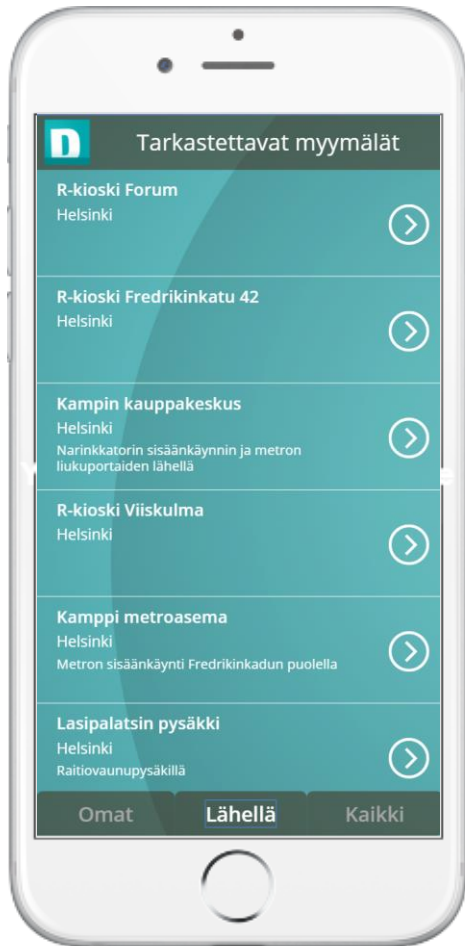 n
Tarkastettavat myymälät
R-kioski Forum
Helsinki
R-kioski Fredrikinkatu 42
Helsinki
Kampin kauppakeskus
Helsinki
Narinkkatorin sisäänkäynnin ja metron
liukuportaiden lähellä
R-kioski Viiskulma
Helsinki
Kamppi metroasema
Helsinki
Metron sisäänkäynti Fredrikinkadun puolella
Lasipalatsin pysäkki
Helsinki
Raitiovaunupysäkillä
Omat Lähellä Kaikki